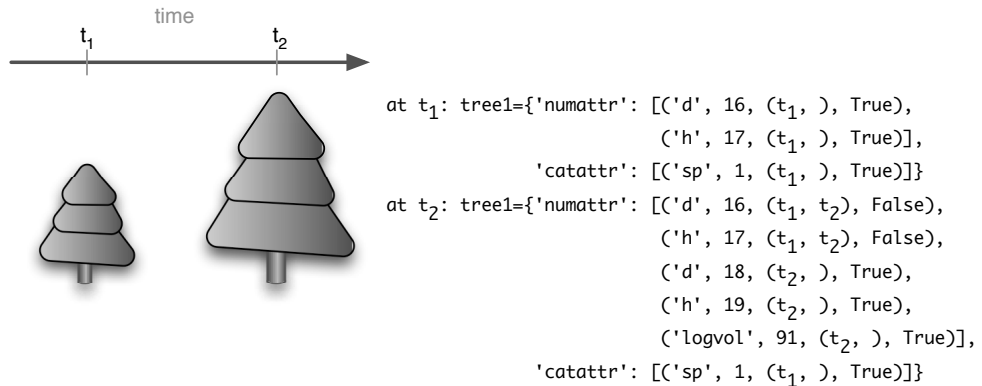 time
t₁ t₂
at t₁: tree1={'numattr': [('d', 16, (t₁, ), True),
('h', 17, (t₁, ), True)],
'catattr': [('sp', 1, (t₁, ), True)]}
at t₂: tree1={'numattr': [('d', 16, (t₁, t₂), False),
('h', 17, (t₁, t₂), False),
('d', 18, (t₂, ), True),
('h', 19, (t₂, ), True),
('logvol', 91, (t₂, ), True)],
'catattr': [('sp', 1, (t₁, ), True)]}